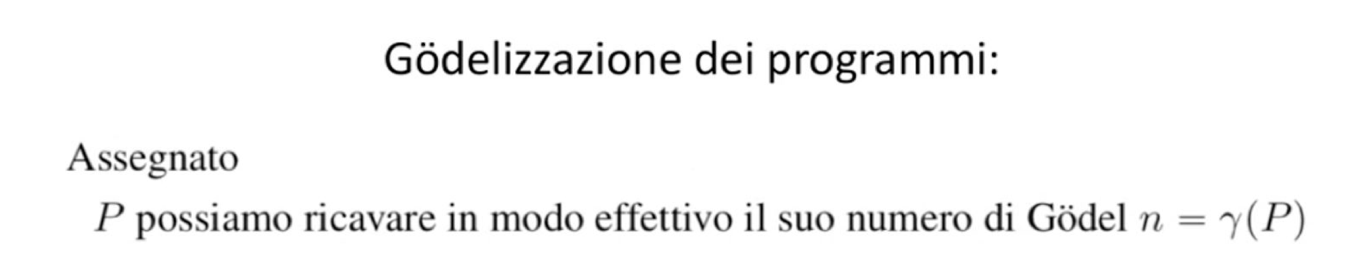 Gödelizzazione dei programmi:
Assegnato
P possiamo ricavare in modo effettivo il suo numero di Gödel n = γ(P)